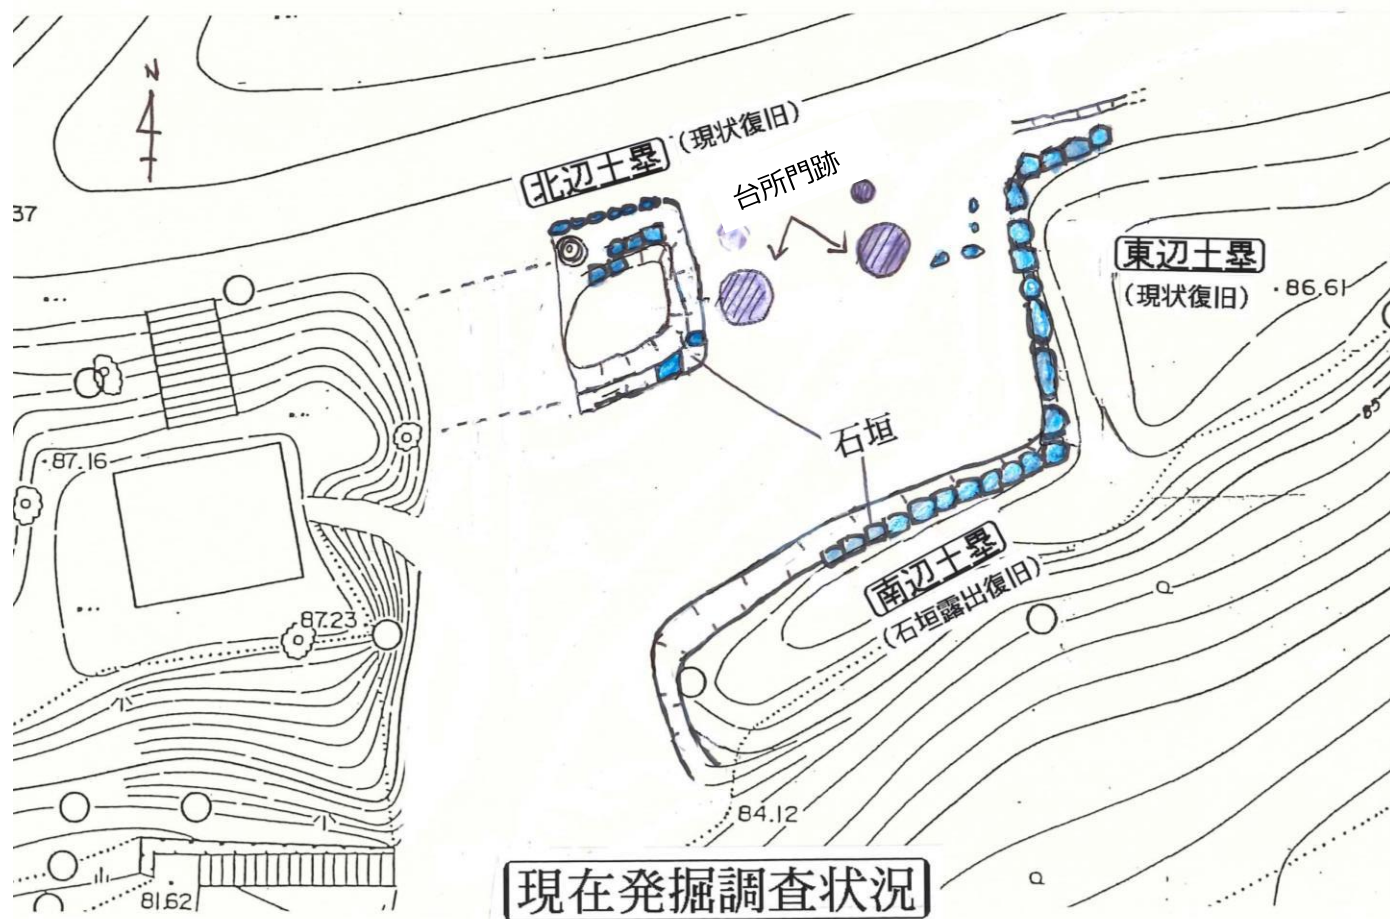 N
北辺土塁
(現状復旧)
台所門跡
37
東辺土塁
(現状復旧)
86.61
85
87.16
石垣
南辺土塁
(石垣露出復旧)
87.23
84.12
81.62
現在発掘調査状況